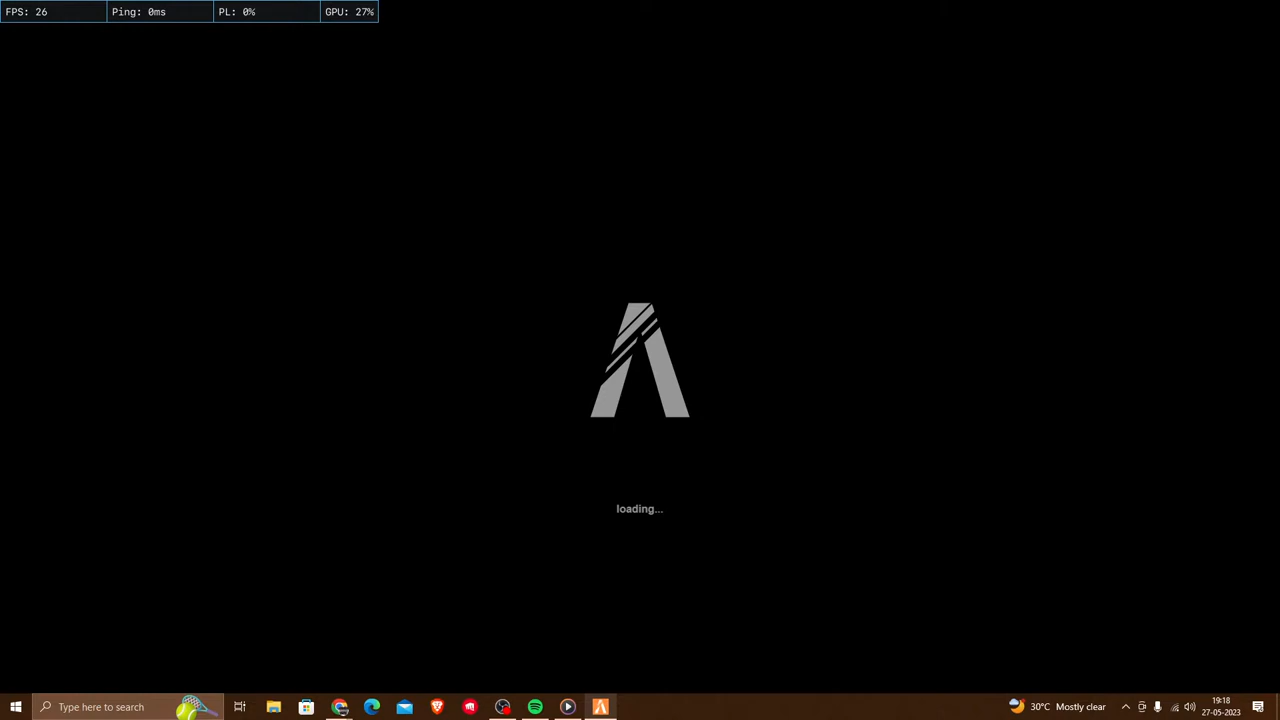 FPS: 26 Ping: 0ms PL: 0% GPU: 27%
loading...
Type here to search 30°C Mostly clear 19:18
27-05-2023